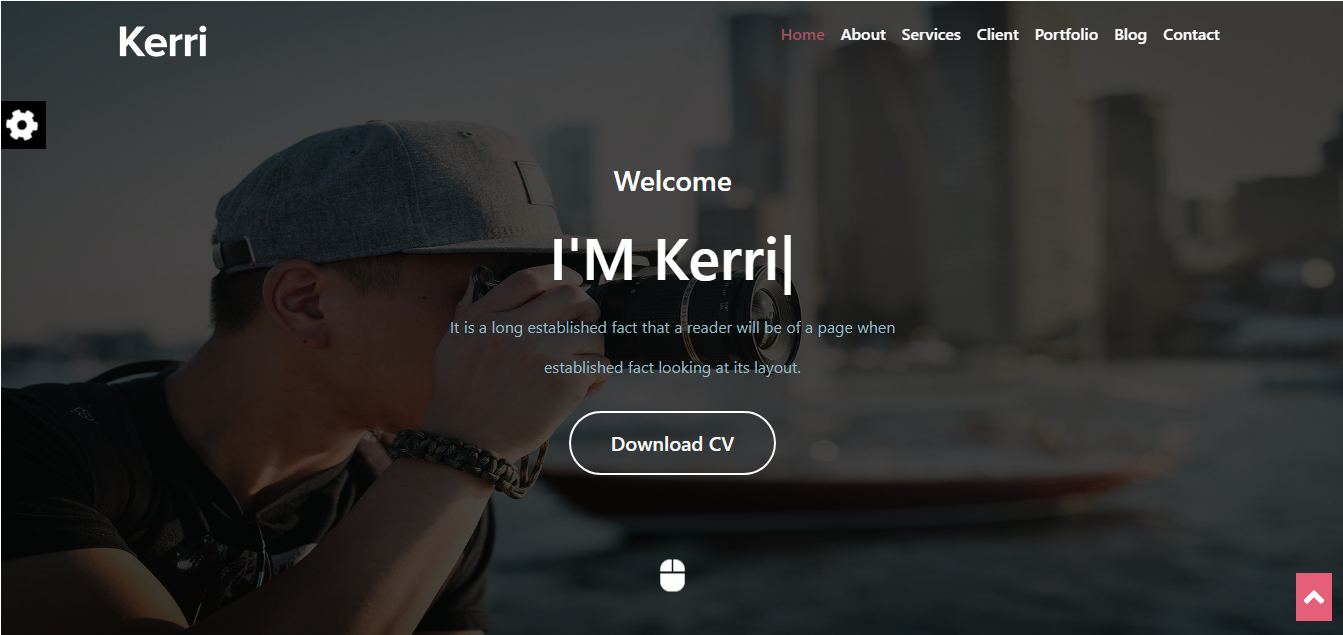 Kerri
Home About Services Client Portfolio Blog Contact
Welcome
I'M Kerri|
It is a long established fact that a reader will be of a page when
established fact looking at its layout.
Download CV